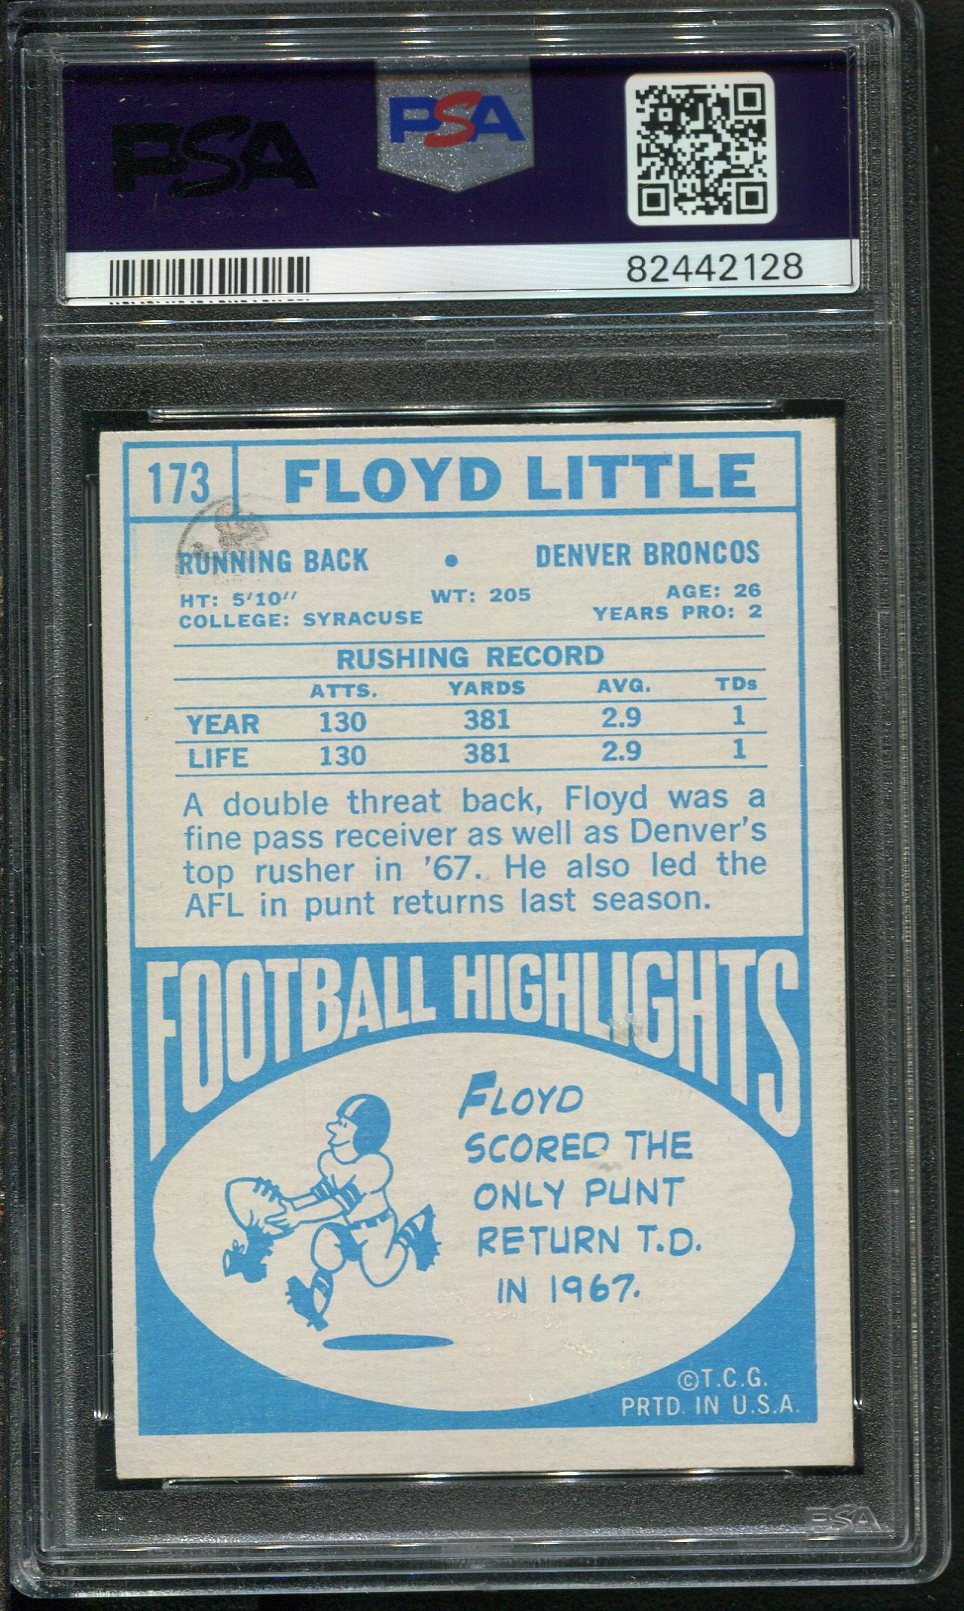 PSA
PSA
82442128
173 FLOYD LITTLE
RUNNING BACK • DENVER BRONCOS
HT: 5'10" WT: 205 AGE: 26
COLLEGE: SYRACUSE YEARS PRO: 2
RUSHING RECORD
ATTS. YARDS AVG. TDs
YEAR 130 381 2.9 1
LIFE 130 381 2.9 1
A double threat back, Floyd was a
fine pass receiver as well as Denver's
top rusher in '67. He also led the
AFL in punt returns last season.
FOOTBALL HIGHLIGHTS
FLOYD
SCORED THE
ONLY PUNT
RETURN T.D.
IN 1967.
©T.C.G.
PRTD. IN U.S.A.
PSA